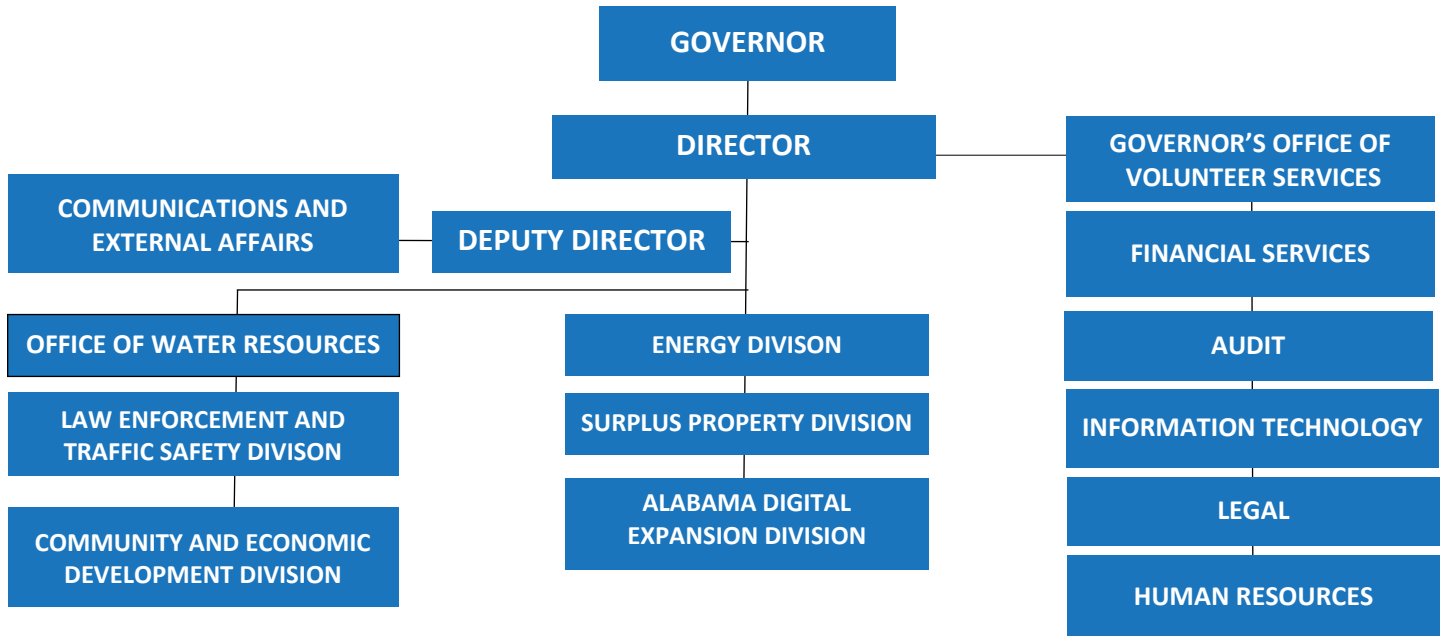 GOVERNOR
DIRECTOR
GOVERNOR’S OFFICE OF
VOLUNTEER SERVICES
COMMUNICATIONS AND
EXTERNAL AFFAIRS
DEPUTY DIRECTOR
FINANCIAL SERVICES
OFFICE OF WATER RESOURCES
ENERGY DIVISON
AUDIT
LAW ENFORCEMENT AND
TRAFFIC SAFETY DIVISON
SURPLUS PROPERTY DIVISION
INFORMATION TECHNOLOGY
ALABAMA DIGITAL
EXPANSION DIVISION
LEGAL
COMMUNITY AND ECONOMIC
DEVELOPMENT DIVISION
HUMAN RESOURCES